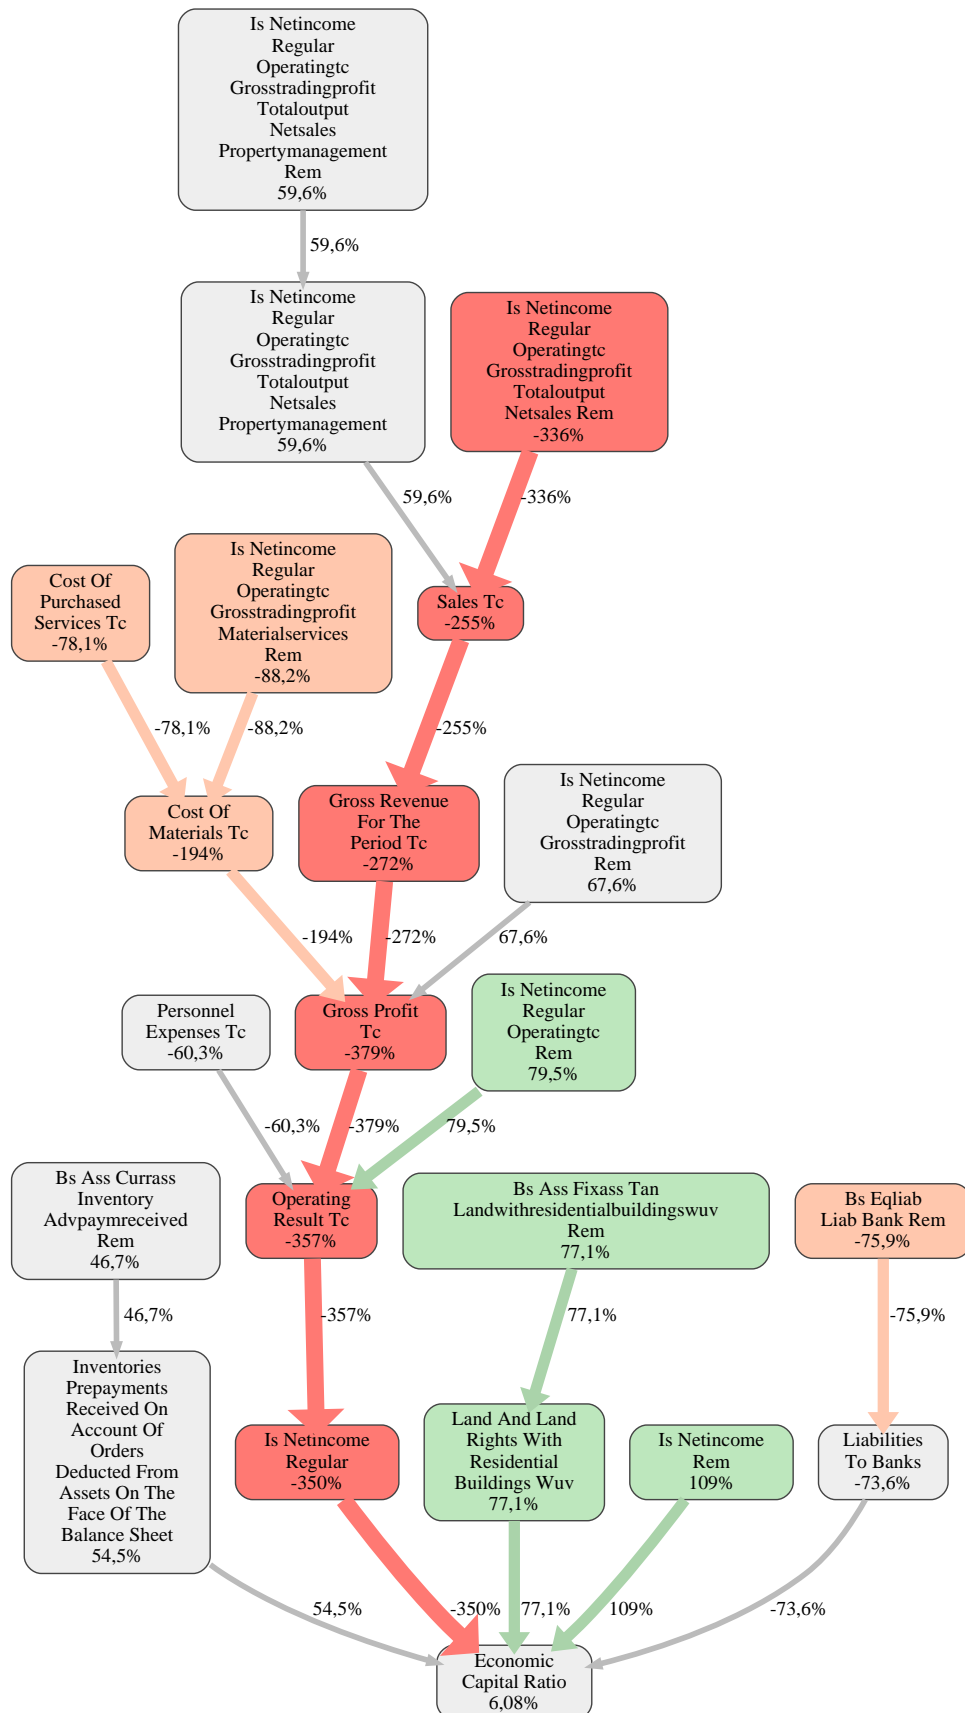 Is Netincome
Regular
Operatingtc
Grosstradingprofit
Totaloutput
Netsales
Propertymanagement
Rem
59,6%
59,6%
Is Netincome
Regular
Operatingtc
Grosstradingprofit
Totaloutput
Netsales
Propertymanagement
59,6%
Is Netincome
Regular
Operatingtc
Grosstradingprofit
Totaloutput
Netsales Rem
-336%
59,6%
-336%
Cost Of
Purchased
Services Tc
-78,1%
Is Netincome
Regular
Operatingtc
Grosstradingprofit
Materialservices
Rem
-88,2%
Sales Tc
-255%
-78,1%
-88,2%
-255%
Cost Of
Materials Tc
-194%
Gross Revenue
For The
Period Tc
-272%
Is Netincome
Regular
Operatingtc
Grosstradingprofit
Rem
67,6%
-194%
-272%
67,6%
Personnel
Expenses Tc
-60,3%
Gross Profit
Tc
-379%
Is Netincome
Regular
Operatingtc
Rem
79,5%
-60,3%
-379%
79,5%
Bs Ass Currass
Inventory
Advpaymreceived
Rem
46,7%
Operating
Result Tc
-357%
Bs Ass Fixass Tan
Landwithresidentialbuildingswuv
Rem
77,1%
Bs Eqliab
Liab Bank Rem
-75,9%
46,7%
-357%
77,1%
-75,9%
Inventories
Prepayments
Received On
Account Of
Orders
Deducted From
Assets On The
Face Of The
Balance Sheet
54,5%
Is Netincome
Regular
-350%
Land And Land
Rights With
Residential
Buildings Wuv
77,1%
Is Netincome
Rem
109%
Liabilities
To Banks
-73,6%
54,5%
-350%
77,1%
109%
-73,6%
Economic
Capital Ratio
6,08%